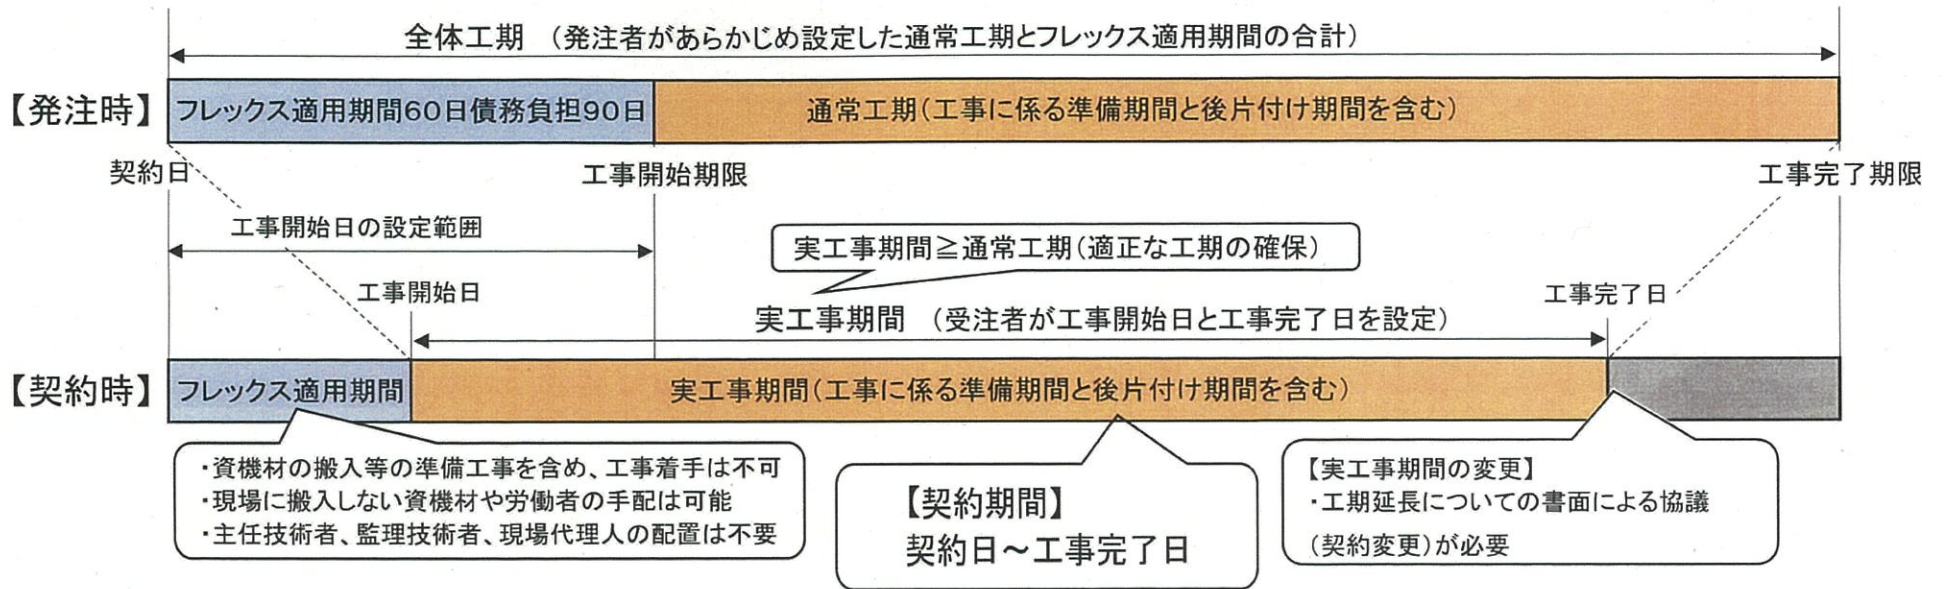 全体工期 (発注者があらかじめ設定した通常工期とフレックス適用期間の合計)
【発注時】
フレックス適用期間60日債務負担90日
通常工期(工事に係る準備期間と後片付け期間を含む)
契約日
工事開始期限
工事完了期限
工事開始日の設定範囲
実工事期間≧通常工期(適正な工期の確保)
工事開始日
工事完了日
実工事期間 (受注者が工事開始日と工事完了日を設定)
【契約時】
フレックス適用期間
実工事期間(工事に係る準備期間と後片付け期間を含む)
・資機材の搬入等の準備工事を含め、工事着手は不可
・現場に搬入しない資機材や労働者の手配は可能
・主任技術者、監理技術者、現場代理人の配置は不要
【契約期間】
契約日～工事完了日
【実工事期間の変更】
・工期延長についての書面による協議
(契約変更)が必要